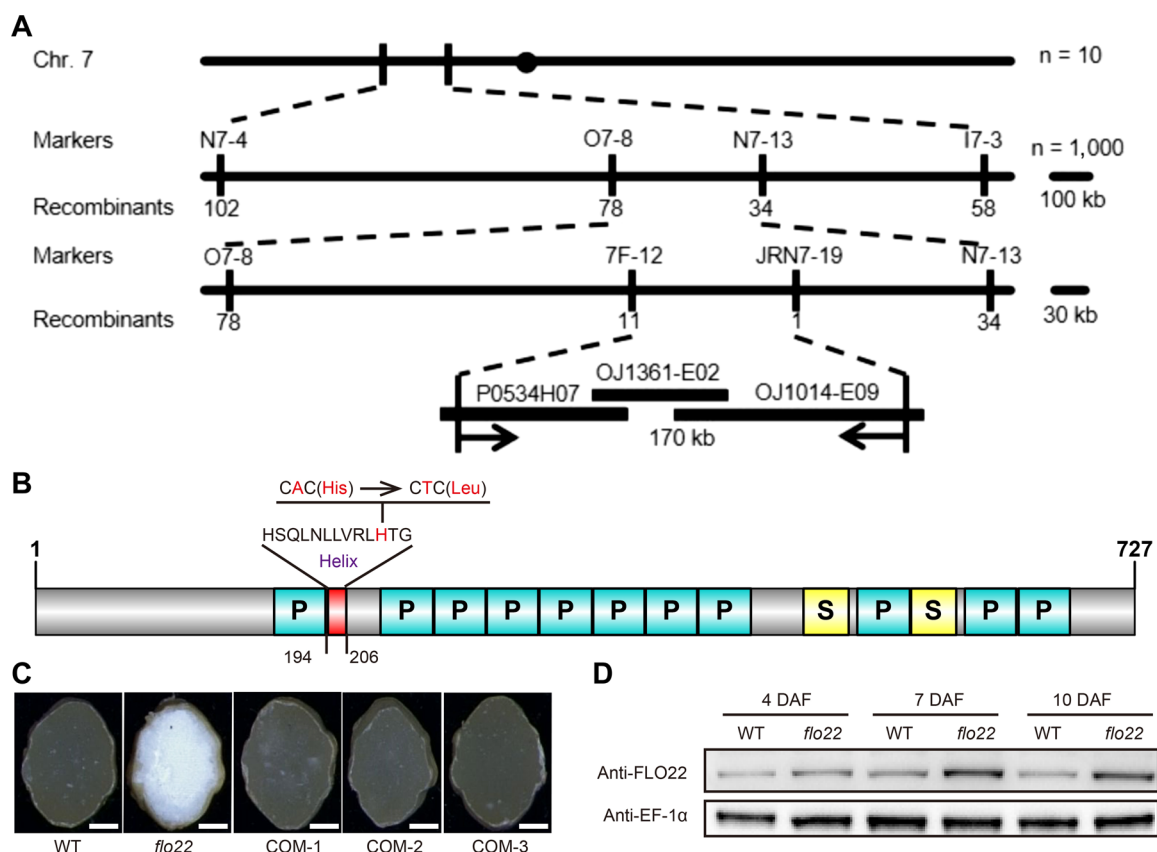 A
Chr. 7
n = 10
Markers
N7-4 O7-8 N7-13 I7-3
n = 1,000
Recombinants
102 78 34 58
100 kb
Markers
O7-8 7F-12 JRN7-19 N7-13
Recombinants
78 11 1 34
30 kb
OJ1361-E02
P0534H07 OJ1014-E09
170 kb
B
CAC(His) CTC(Leu)
HSQLNLLVRLHTG
Helix
1 727
P P P P P P P P S P S P P
194 206
C
WT flo22 COM-1 COM-2 COM-3
D
4 DAF 7 DAF 10 DAF
WT flo22 WT flo22 WT flo22
Anti-FLO22
Anti-EF-1α